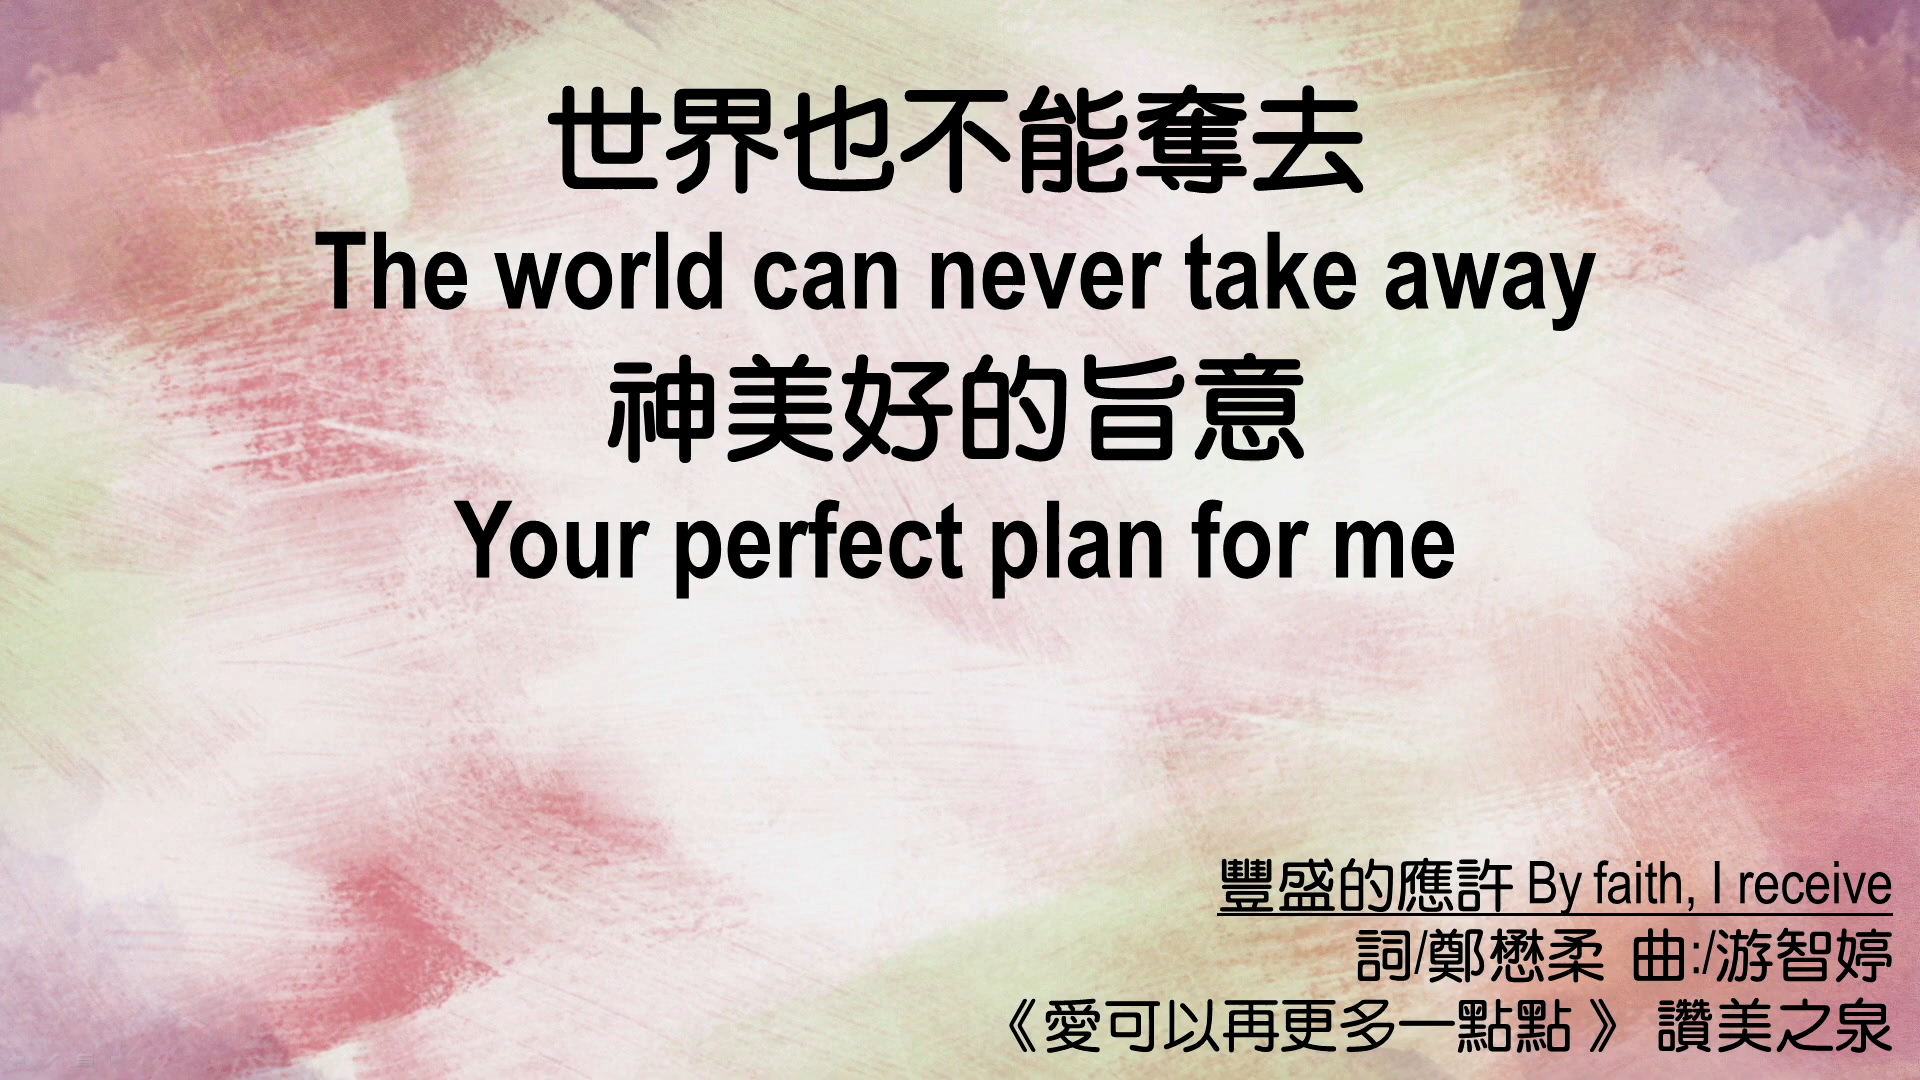 世界也不能奪去
The world can never take away
神美好的旨意
Your perfect plan for me
豐盛的應許 By faith, I receive
詞/鄭懋柔 曲:/游智婷
《愛可以再更多一點點》 讚美之泉